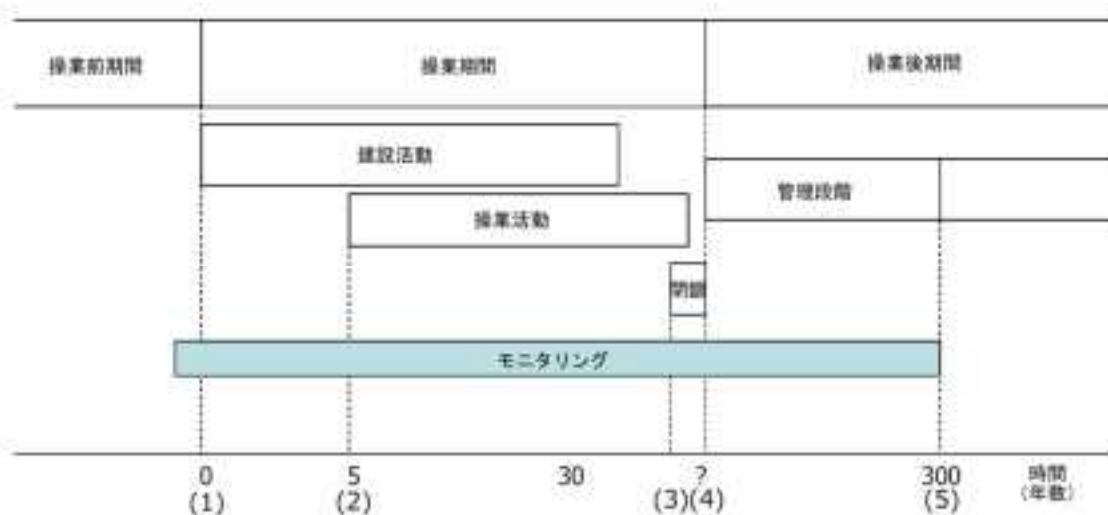 操業前期間
操業期間
操業後期間
建設活動
管理段階
操業活動
閉鎖
モニタリング
0 5 30 ? 300 時間
(1) (2) (3)(4) (5) (年数)